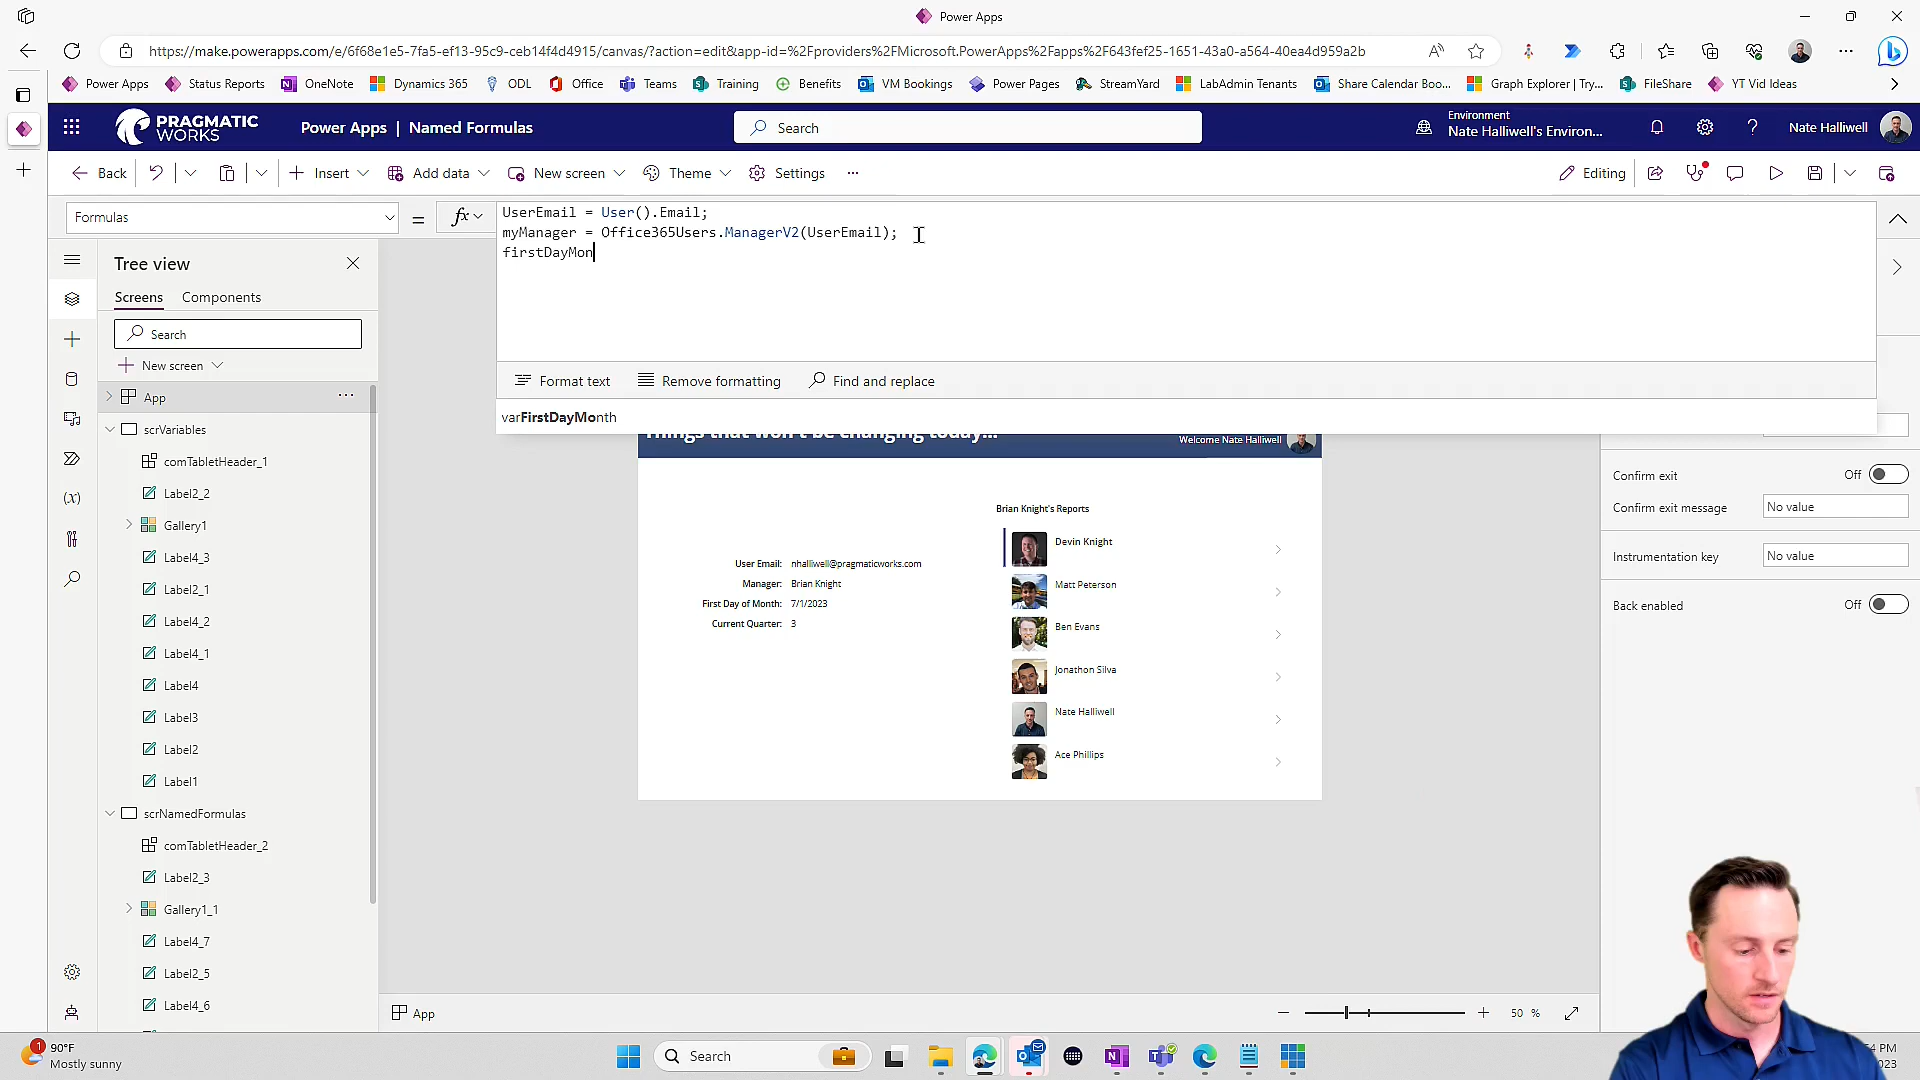 Power Apps
https://make.powerapps.com/e/6f68e1e5-7fa5-ef13-95c9-ceb14f4d4915/canvas/?action=edit&app-id=%2Fproviders%2FMicrosoft.PowerApps%2Fapps%2F643fef25-1651-43a0-a564-40ea4d959a2b
Power Apps Status Reports OneNote Dynamics 365 ODL Office Teams Training Benefits VM Bookings Power Pages StreamYard LabAdmin Tenants Share Calendar Boo... Graph Explorer | Try... FileShare YT Vid Ideas
PRAGMATIC WORKS
Power Apps | Named Formulas
Search
Environment
Nate Halliwell's Environ...
Nate Halliwell
Back Insert Add data New screen Theme Settings Editing
Formulas = fx
UserEmail = User().Email;
myManager = Office365Users.ManagerV2(UserEmail);
firstDayMon
Format text Remove formatting Find and replace
varFirstDayMonth
Tree view
Screens Components
Search
New screen
App
scrVariables
comTabletHeader_1
Label2_2
Gallery1
Label4_3
Label2_1
Label4_2
Label4_1
Label4
Label3
Label2
Label1
scrNamedFormulas
comTabletHeader_2
Label2_3
Gallery1_1
Label4_7
Label2_5
Label4_6
Things that won't be changing today...
Welcome Nate Halliwell
User Email: nhalliwell@pragmaticworks.com
Manager: Brian Knight
First Day of Month: 7/1/2023
Current Quarter: 3
Brian Knight's Reports
Devin Knight
Matt Peterson
Ben Evans
Jonathon Silva
Nate Halliwell
Ace Phillips
Confirm exit Off
Confirm exit message No value
Instrumentation key No value
Back enabled Off
App
50 %
1
90°F
Mostly sunny
Search